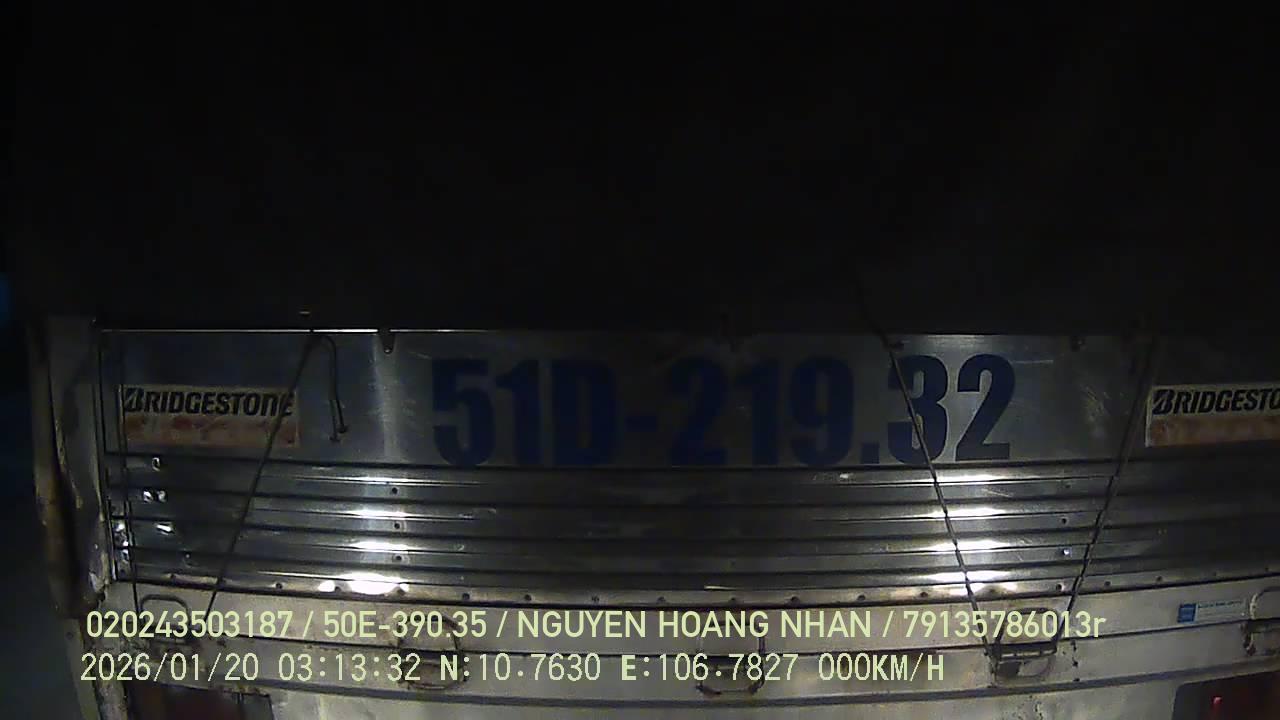 51D-219.32
BRIDGESTONE
BRIDGESTO
020243503187 / 50E-390.35 / NGUYEN HOANG NHAN / 79135786013r
2026/01/20 03:13:32 N:10.7630 E:106.7827 000KM/H